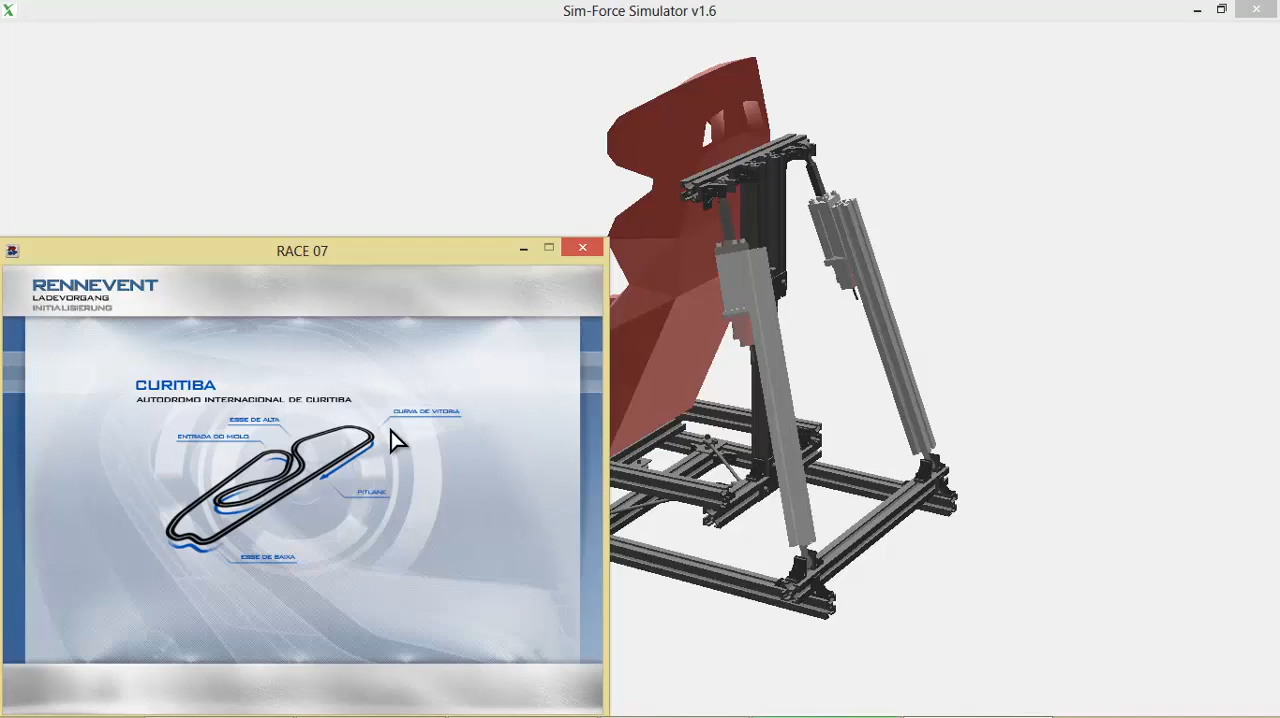 Sim-Force Simulator v1.6
RACE 07
RENNEVENT
LADEVORGANG
INITIALISIERUNG
CURITIBA
AUTODROMO INTERNACIONAL DE CURITIBA
CURVA DE VITORIA
ESSE DE ALTA
ENTRADA DO MIOLO
PITLANE
ESSE DE BAIXA